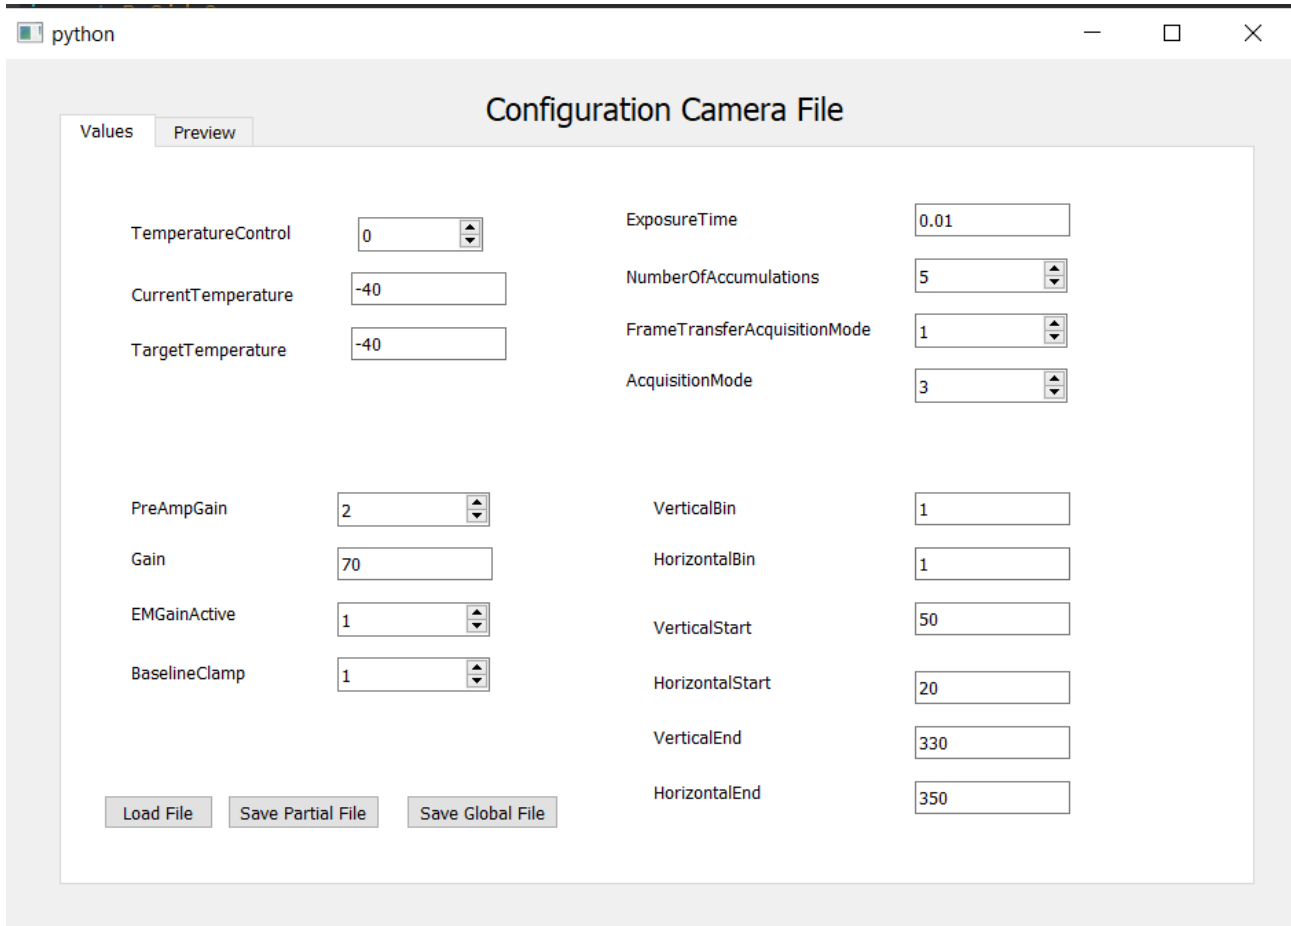 python
Configuration Camera File
Values
Preview
TemperatureControl
0
CurrentTemperature
-40
TargetTemperature
-40
ExposureTime
0.01
NumberOfAccumulations
5
FrameTransferAcquisitionMode
1
AcquisitionMode
3
PreAmpGain
2
Gain
70
EMGainActive
1
BaselineClamp
1
VerticalBin
1
HorizontalBin
1
VerticalStart
50
HorizontalStart
20
VerticalEnd
330
HorizontalEnd
350
Load File
Save Partial File
Save Global File